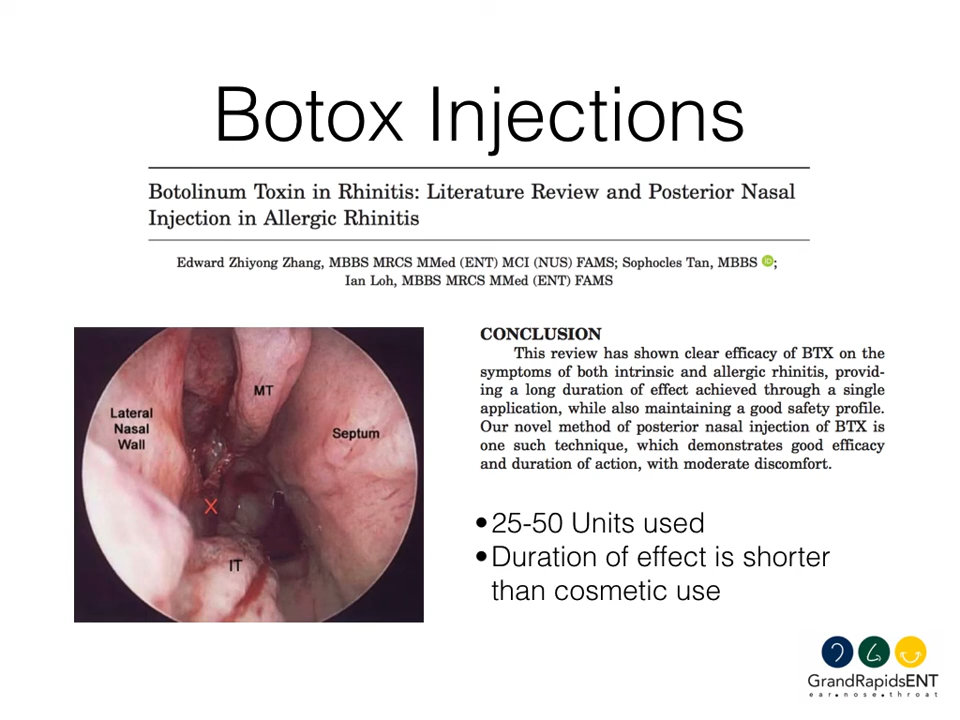 Botox Injections
Botolinum Toxin in Rhinitis: Literature Review and Posterior Nasal
Injection in Allergic Rhinitis
Edward Zhiyong Zhang, MBBS MRCS MMed (ENT) MCI (NUS) FAMS; Sophocles Tan, MBBS iD;
Ian Loh, MBBS MRCS MMed (ENT) FAMS
MT
Lateral
Nasal
Wall
Septum
X
IT
CONCLUSION
This review has shown clear efficacy of BTX on the
symptoms of both intrinsic and allergic rhinitis, provid-
ing a long duration of effect achieved through a single
application, while also maintaining a good safety profile.
Our novel method of posterior nasal injection of BTX is
one such technique, which demonstrates good efficacy
and duration of action, with moderate discomfort.
•25-50 Units used
•Duration of effect is shorter
than cosmetic use
GrandRapidsENT
ear•nose•throat